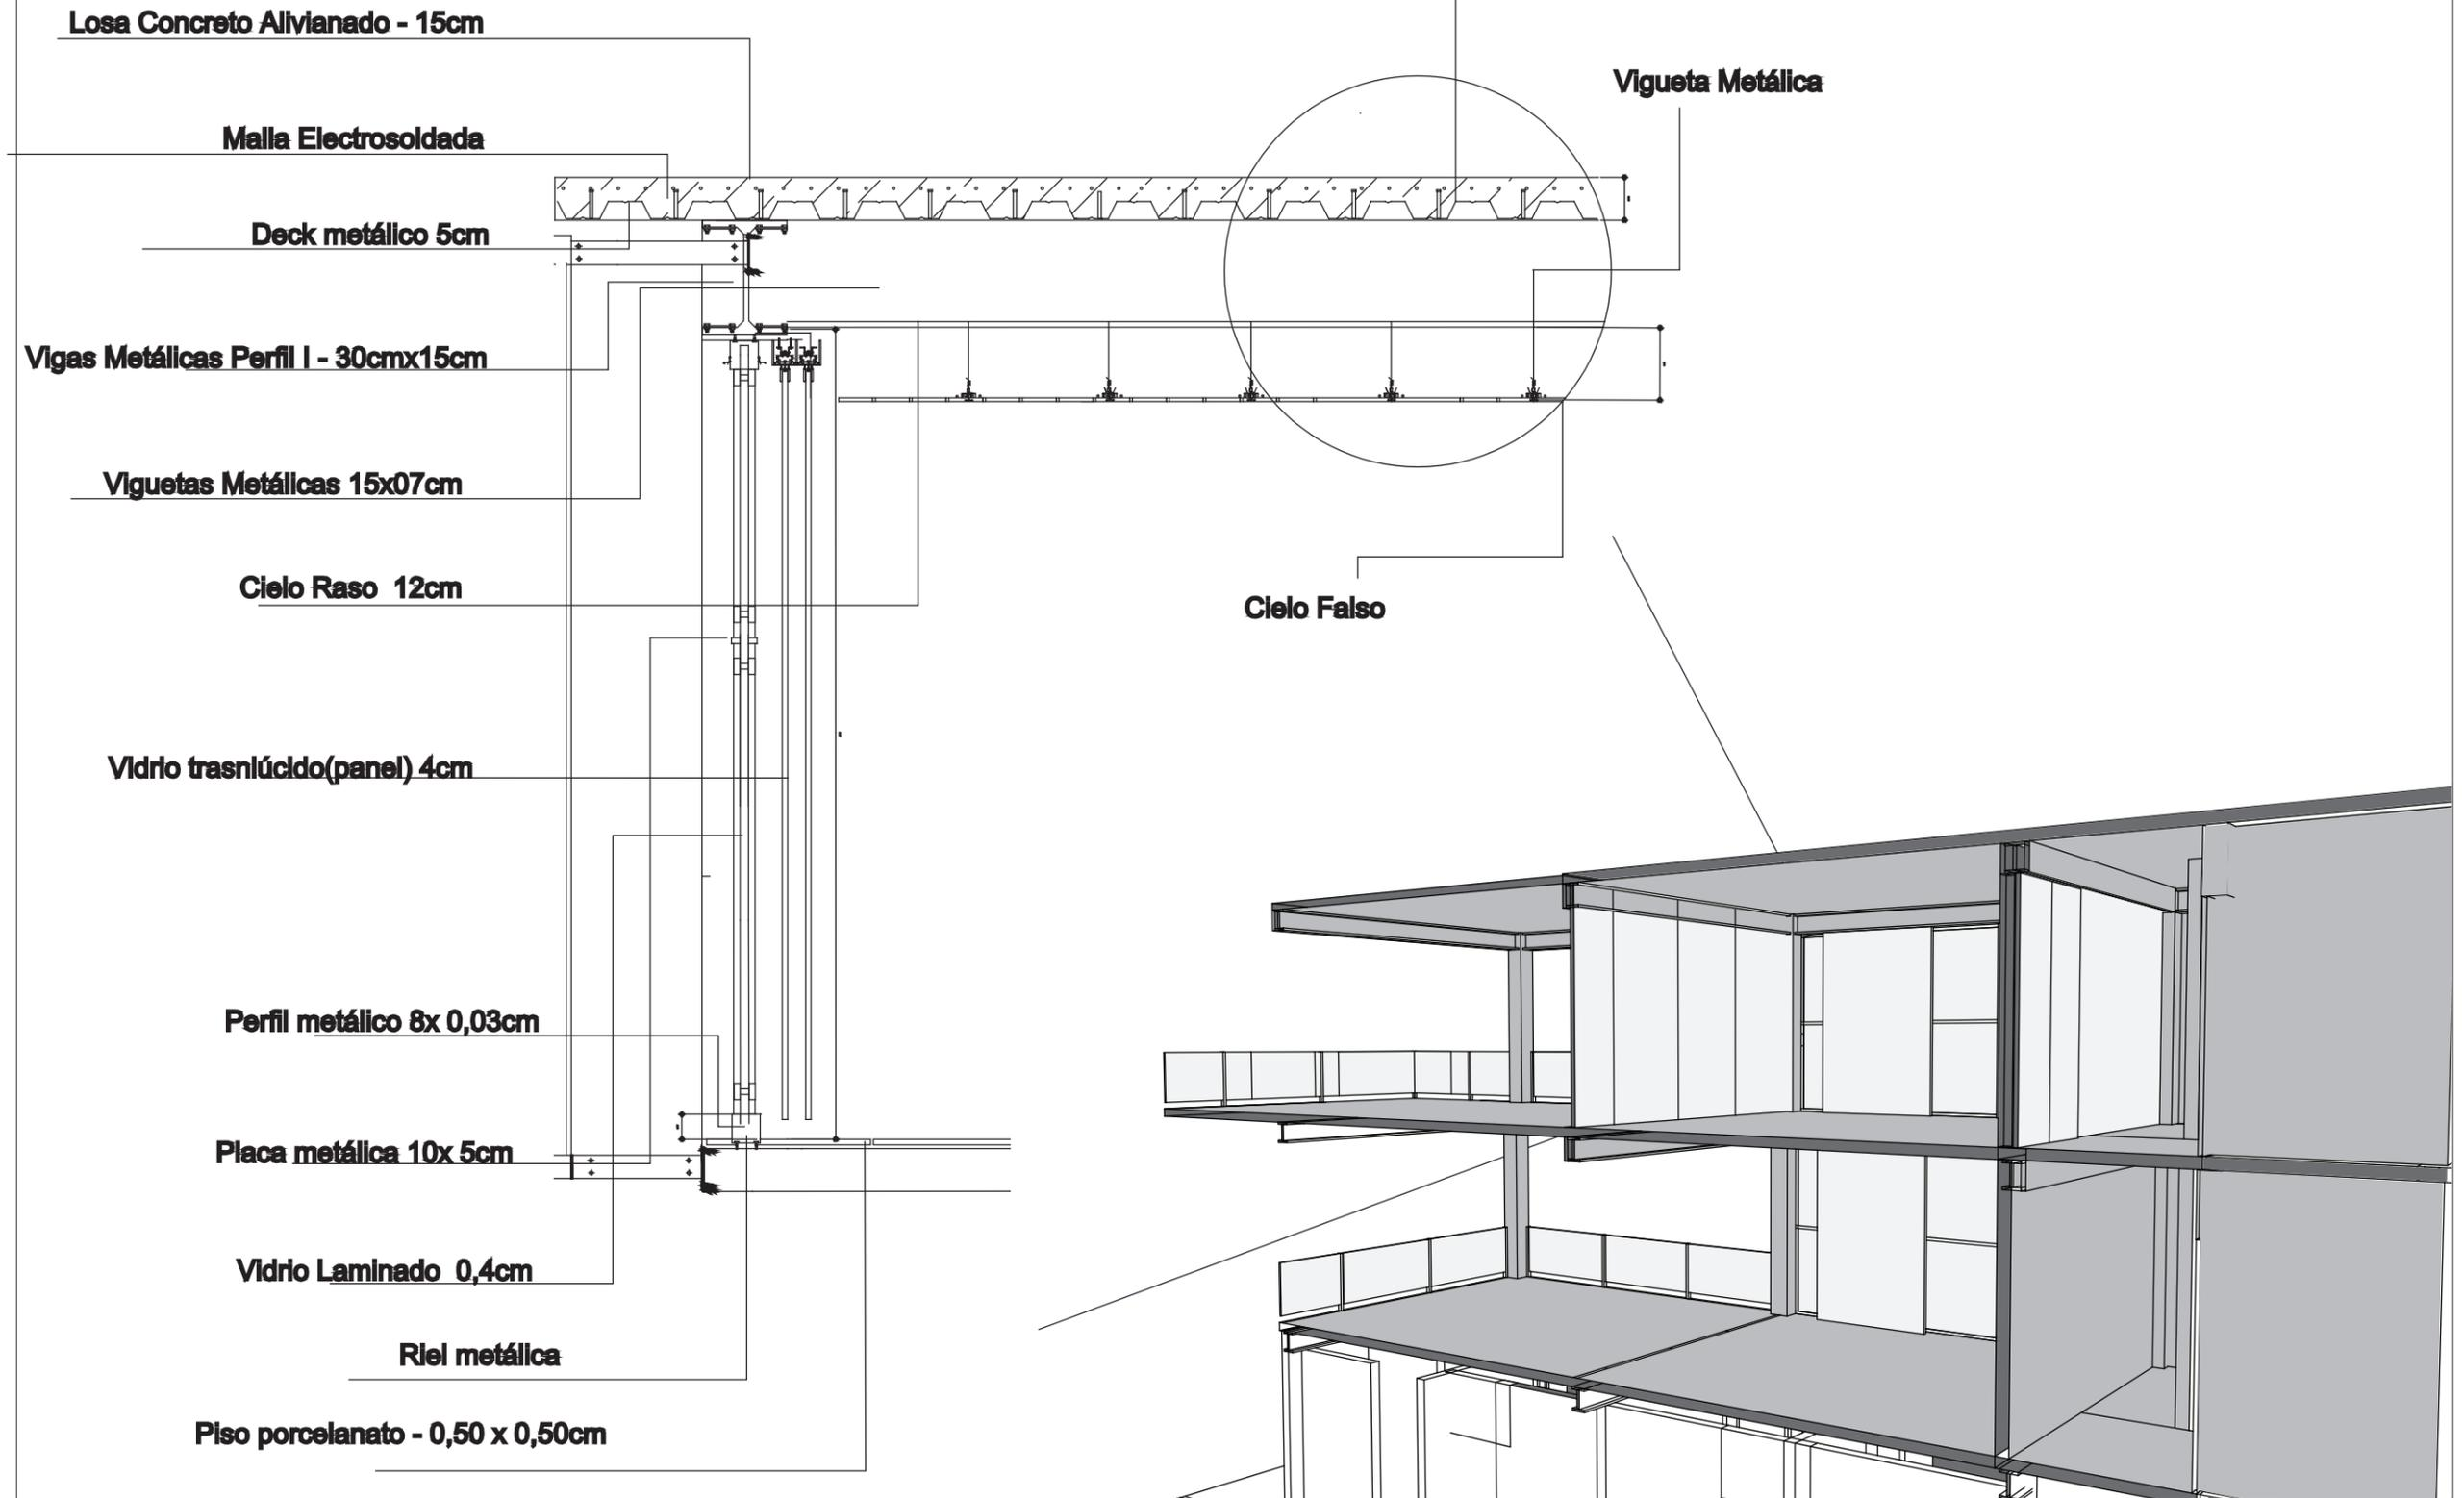 Losa Concreto Alivianado - 15cm
Vigueta Metálica
Malla Electrosoldada
Deck metálico 5cm
Vigas Metálicas Perfil I - 30cmx15cm
Viguetas Metálicas 15x07cm
Cielo Raso 12cm
Cielo Falso
Vidrio trasnlúcido(panel) 4cm
Perfil metálico 8x 0,03cm
Placa metálica 10x 5cm
Vidrio Laminado 0,4cm
Riel metálica
Piso porcelanato - 0,50 x 0,50cm